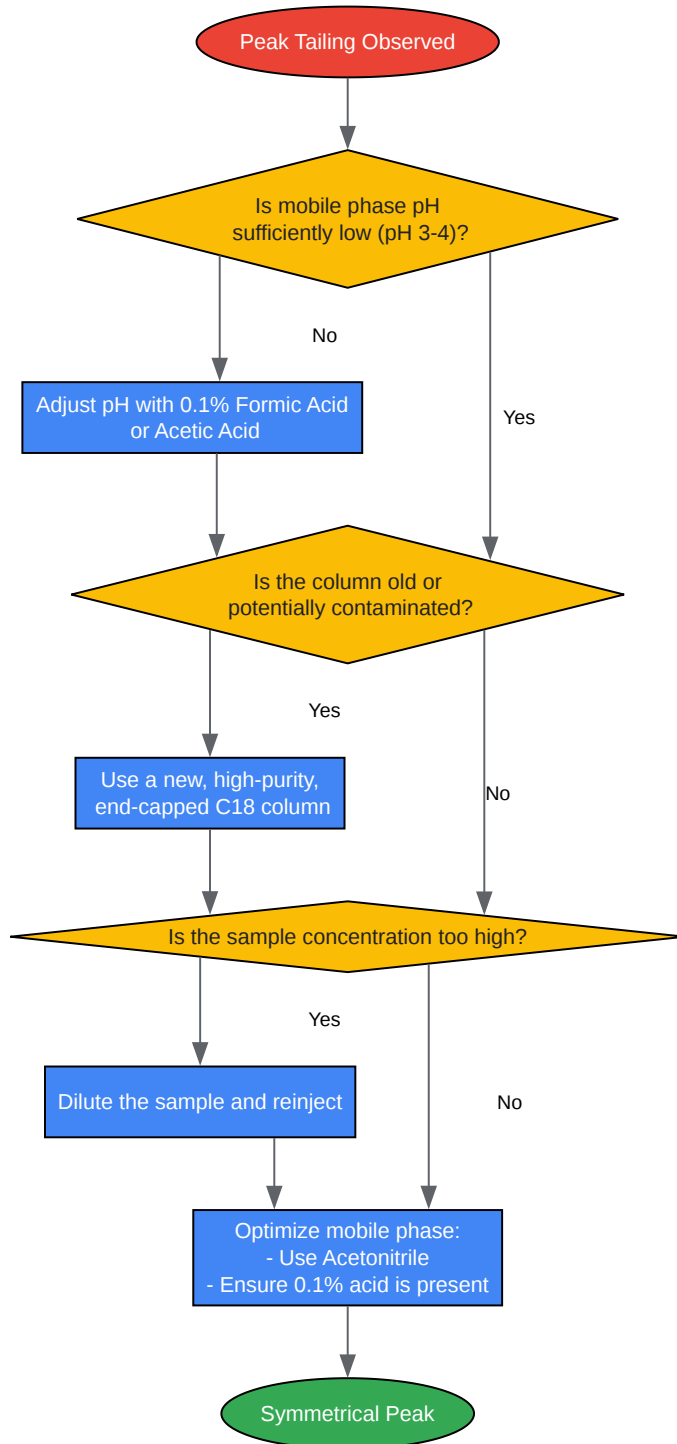 Peak Tailing Observed
Is mobile phase pH
sufficiently low (pH 3-4)?
No
Adjust pH with 0.1% Formic Acid
or Acetic Acid
Yes
Is the column old or
potentially contaminated?
Yes
Use a new, high-purity,
end-capped C18 column
No
Is the sample concentration too high?
Yes
Dilute the sample and reinject
No
Optimize mobile phase:
- Use Acetonitrile
- Ensure 0.1% acid is present
Symmetrical Peak